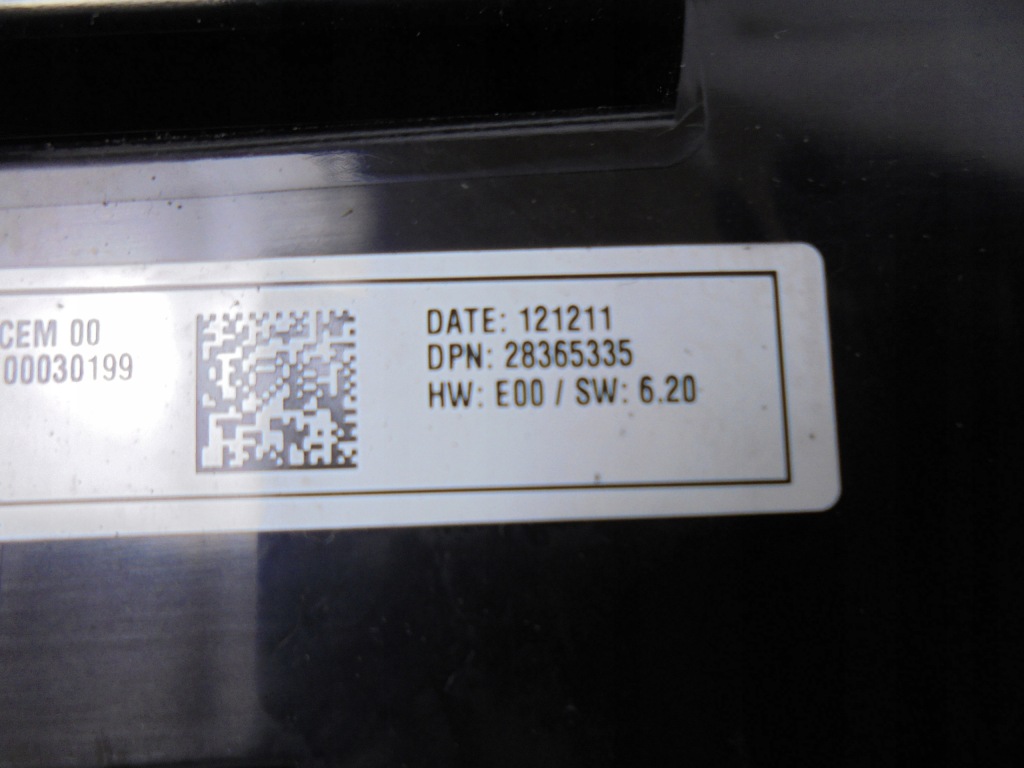 CEM 00
00030199
DATE: 121211
DPN: 28365335
HW: E00 / SW: 6.20